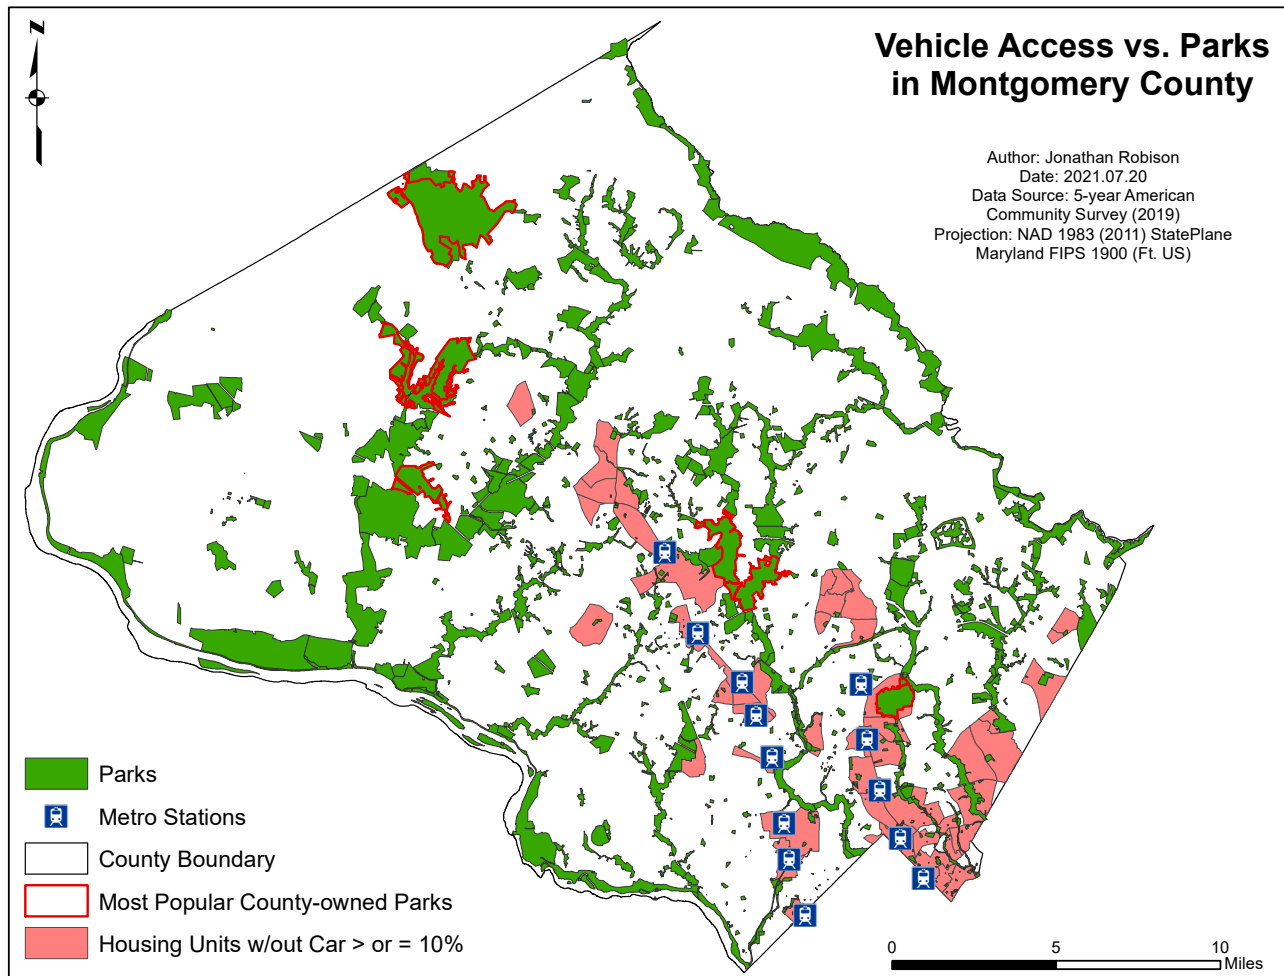 Vehicle Access vs. Parks
in Montgomery County
Author: Jonathan Robison
Date: 2021.07.20
Data Source: 5-year American
Community Survey (2019)
Projection: NAD 1983 (2011) StatePlane
Maryland FIPS 1900 (Ft. US)
N
Parks
Metro Stations
County Boundary
Most Popular County-owned Parks
Housing Units w/out Car > or = 10%
0 5 10
Miles